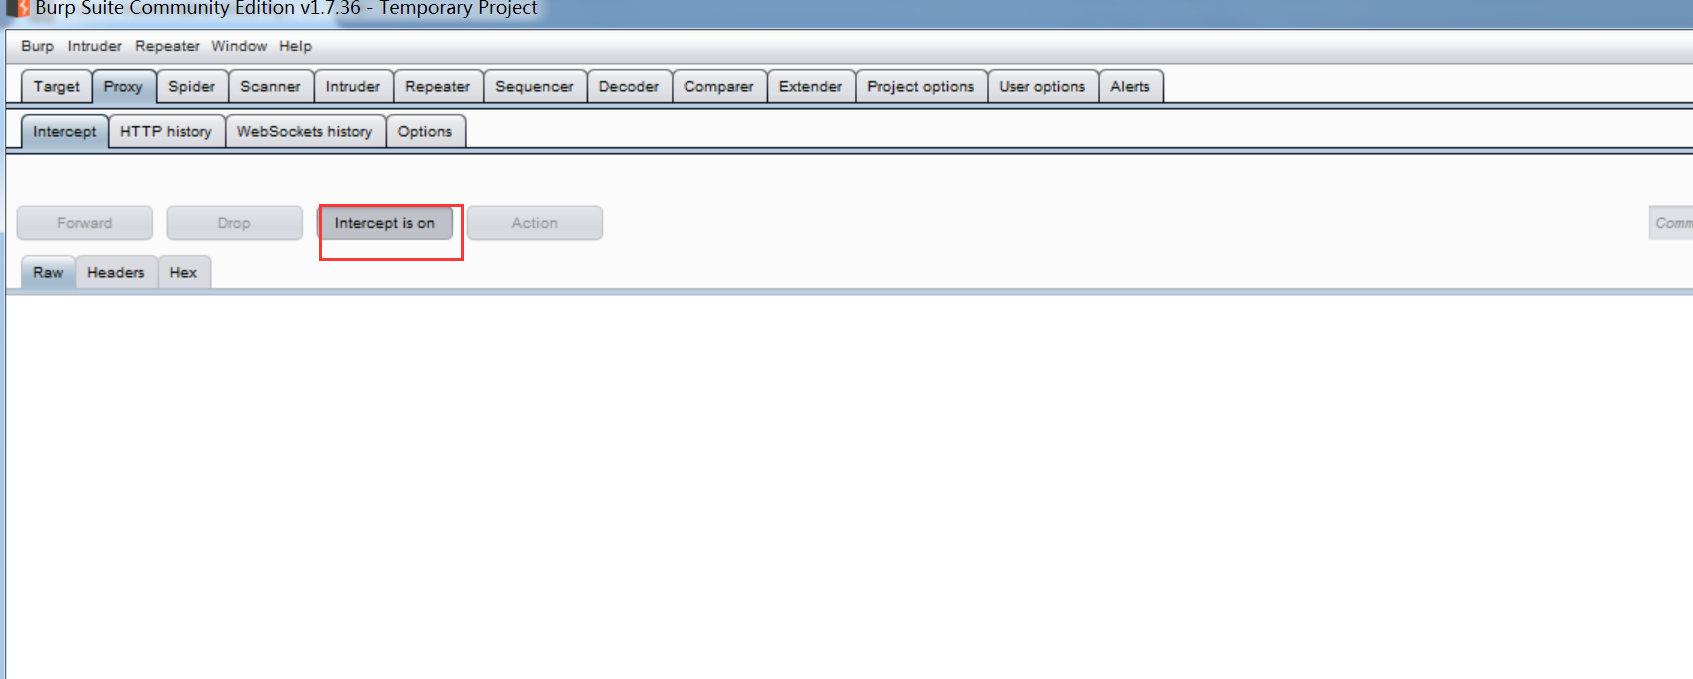 Burp Suite Community Edition v1.7.36 - Temporary Project
Burp Intruder Repeater Window Help
Target Proxy Spider Scanner Intruder Repeater Sequencer Decoder Comparer Extender Project options User options Alerts
Intercept HTTP history WebSockets history Options
Forward Drop Intercept is on Action Comm
Raw Headers Hex